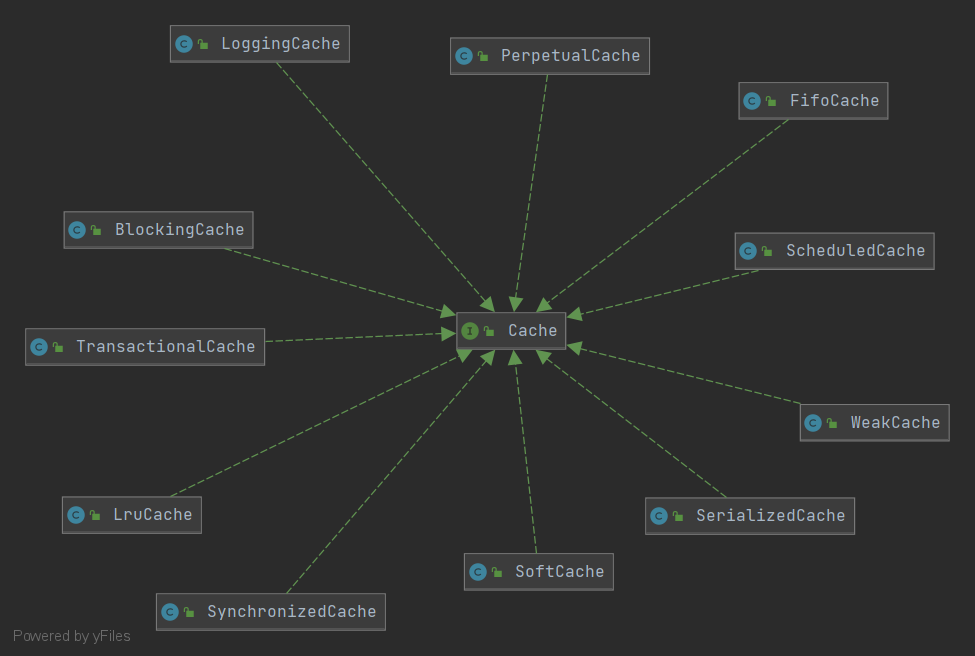 LoggingCache
PerpetualCache
FifoCache
BlockingCache
ScheduledCache
Cache
TransactionalCache
WeakCache
LruCache
SerializedCache
SoftCache
SynchronizedCache
Powered by yFiles